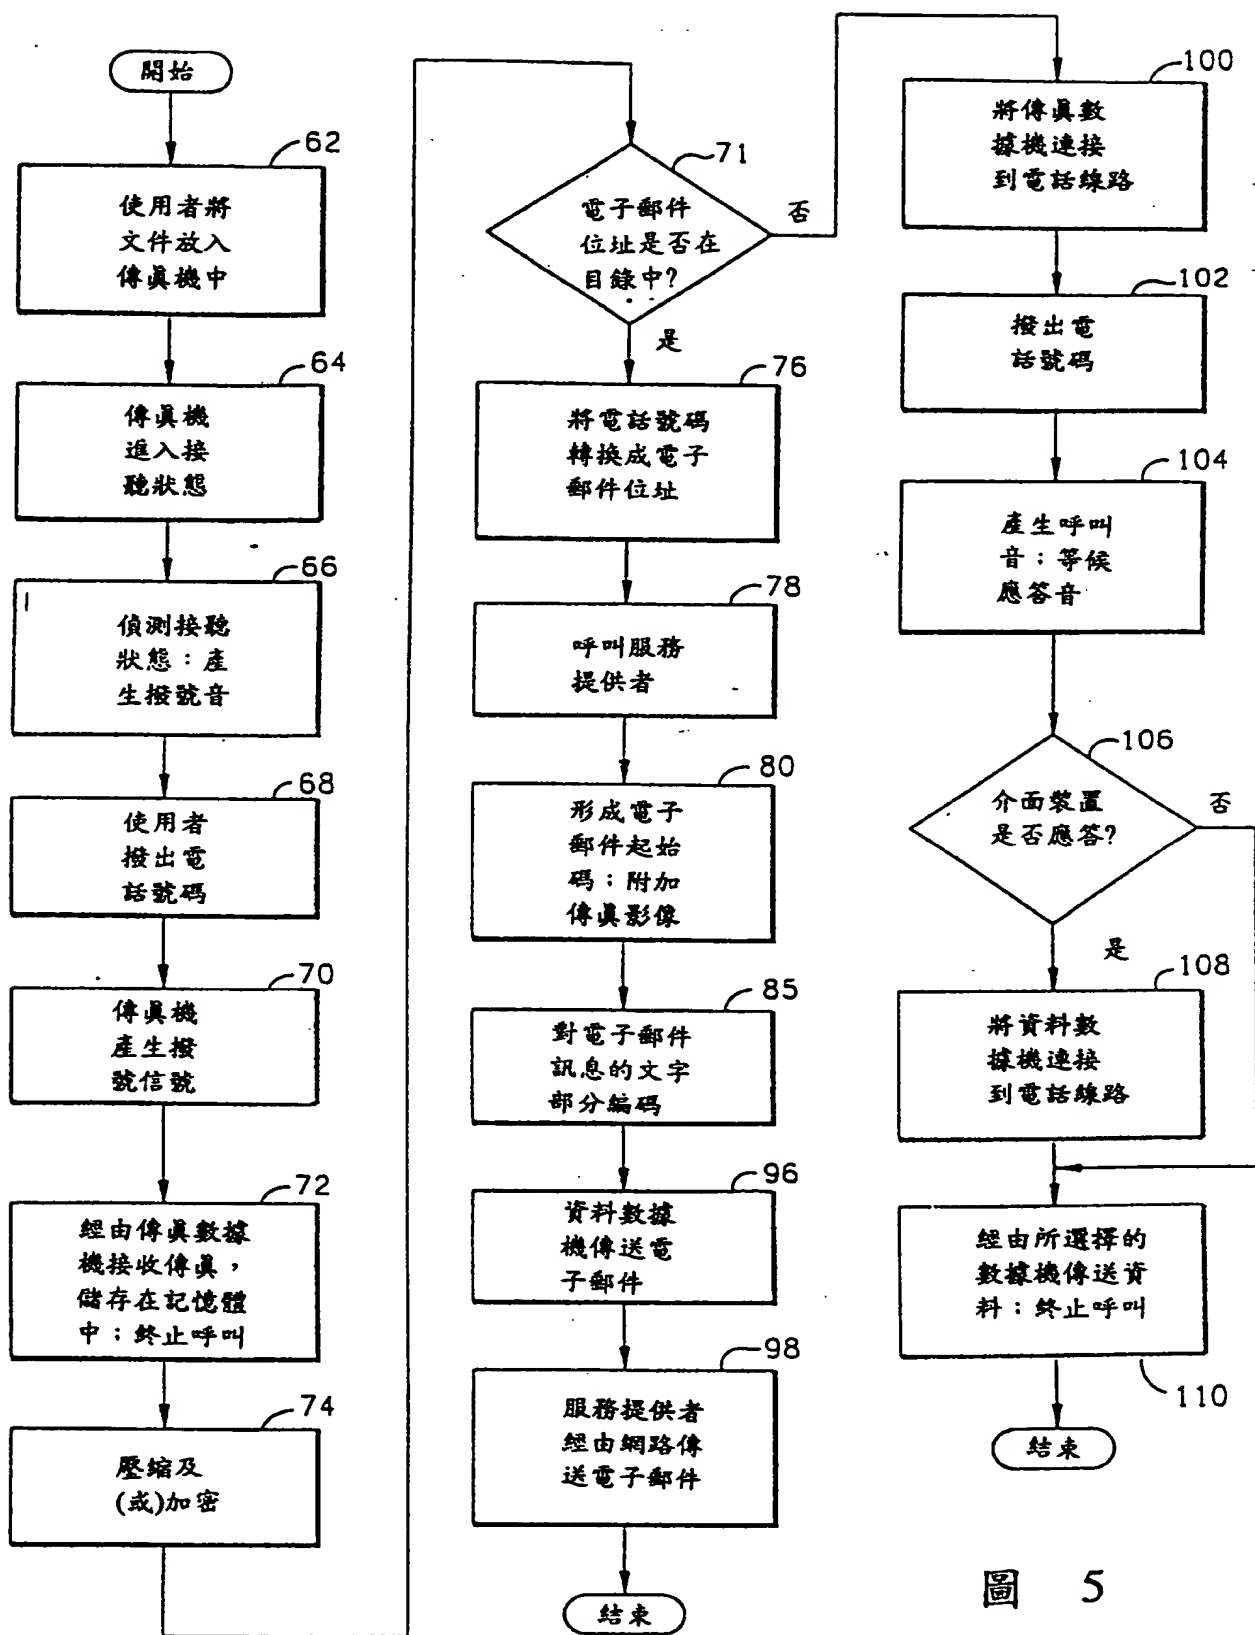 開始
62
使用者將
文件放入
傳眞機中
64
傳眞機
進入接
聽狀態
66
偵測接聽
狀態：產
生撥號音
68
使用者
撥出電
話號碼
70
傳眞機
產生撥
號信號
72
經由傳眞數據
機接收傳眞，
儲存在記憶體
中；終止呼叫
74
壓縮及
(或)加密
71
電子郵件
位址是否在
目錄中?
否
是
76
將電話號碼
轉換成電子
郵件位址
78
呼叫服務
提供者
80
形成電子
郵件起始
碼；附加
傳眞影像
85
對電子郵件
訊息的文字
部分編碼
96
資料數據
機傳送電
子郵件
98
服務提供者
經由網路傳
送電子郵件
結束
100
將傳眞數
據機連接
到電話線路
102
撥出電
話號碼
104
產生呼叫
音；等候
應答音
106
介面裝置
是否應答?
否
是
108
將資料數
據機連接
到電話線路
經由所選擇的
數據機傳送資
料；終止呼叫
110
結束
圖 5